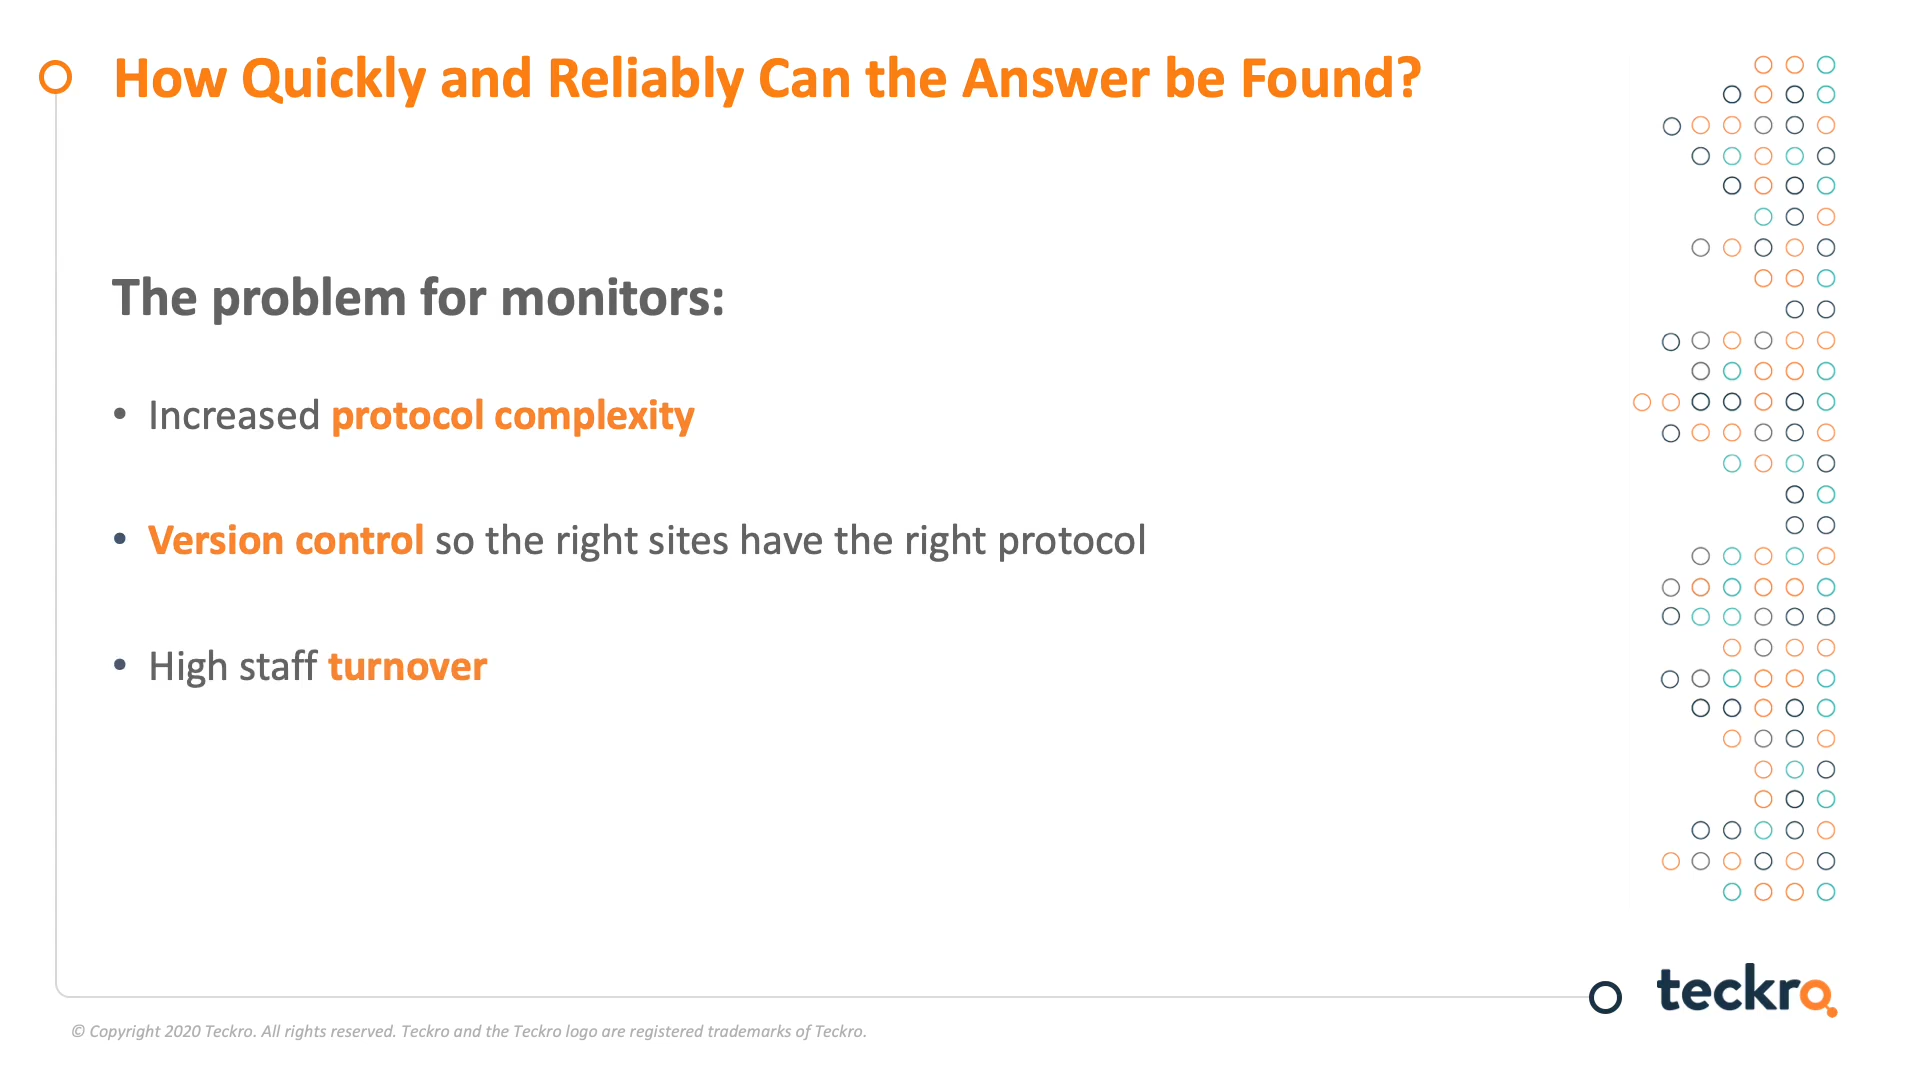 How Quickly and Reliably Can the Answer be Found?
The problem for monitors:
• Increased protocol complexity
• Version control so the right sites have the right protocol
• High staff turnover
teckro
© Copyright 2020 Teckro. All rights reserved. Teckro and the Teckro logo are registered trademarks of Teckro.